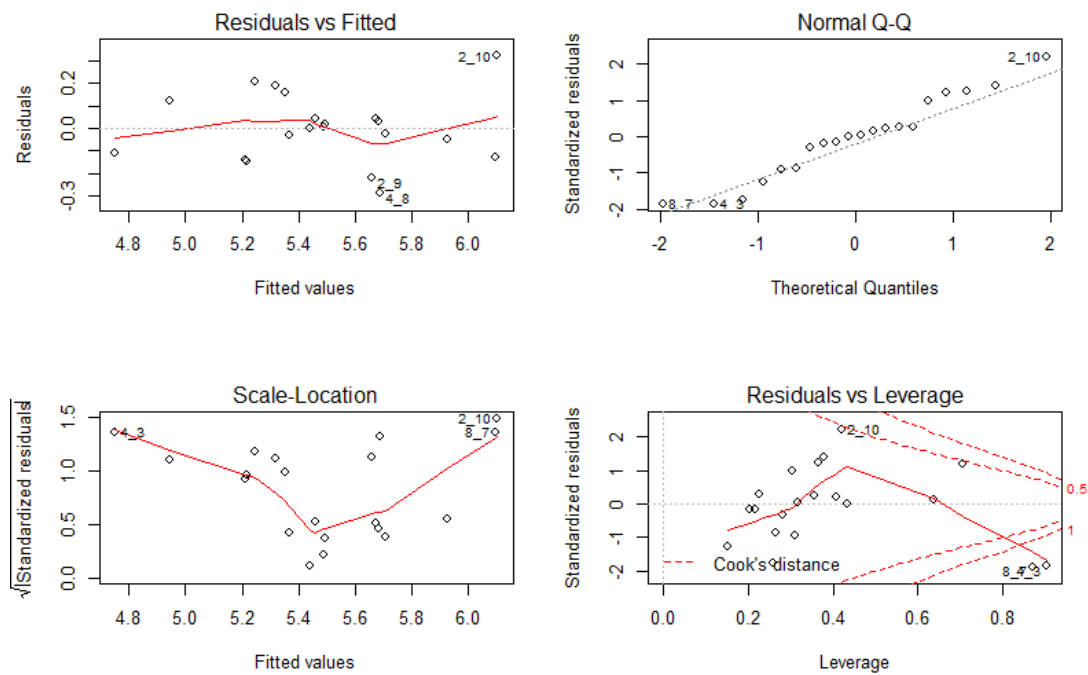 Residuals vs Fitted
Residuals
0.2
0.0
-0.3
2_10
2_9
4_8
4.8 5.0 5.2 5.4 5.6 5.8 6.0
Fitted values
Normal Q-Q
Standardized residuals
2
1
0
-1
-2
2_10
8_7
4_3
-2 -1 0 1 2
Theoretical Quantiles
Scale-Location
√|Standardized residuals|
1.5
1.0
0.5
0.0
4_3
2_10
8_7
4.8 5.0 5.2 5.4 5.6 5.8 6.0
Fitted values
Residuals vs Leverage
Standardized residuals
2
1
0
-1
-2
2_10
0.5
1
Cook's distance
8_7
4_3
0.0 0.2 0.4 0.6 0.8
Leverage